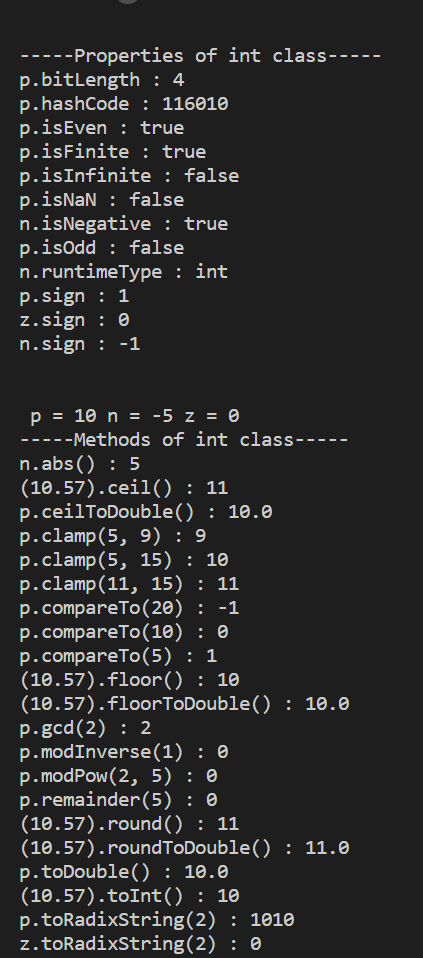 -----Properties of int class-----
p.bitLength : 4
p.hashCode : 116010
p.isEven : true
p.isFinite : true
p.isInfinite : false
p.isNaN : false
n.isNegative : true
p.isOdd : false
n.runtimeType : int
p.sign : 1
z.sign : 0
n.sign : -1
p = 10 n = -5 z = 0
-----Methods of int class-----
n.abs() : 5
(10.57).ceil() : 11
p.ceilToDouble() : 10.0
p.clamp(5, 9) : 9
p.clamp(5, 15) : 10
p.clamp(11, 15) : 11
p.compareTo(20) : -1
p.compareTo(10) : 0
p.compareTo(5) : 1
(10.57).floor() : 10
(10.57).floorToDouble() : 10.0
p.gcd(2) : 2
p.modInverse(1) : 0
p.modPow(2, 5) : 0
p.remainder(5) : 0
(10.57).round() : 11
(10.57).roundToDouble() : 11.0
p.toDouble() : 10.0
(10.57).toInt() : 10
p.toRadixString(2) : 1010
z.toRadixString(2) : 0